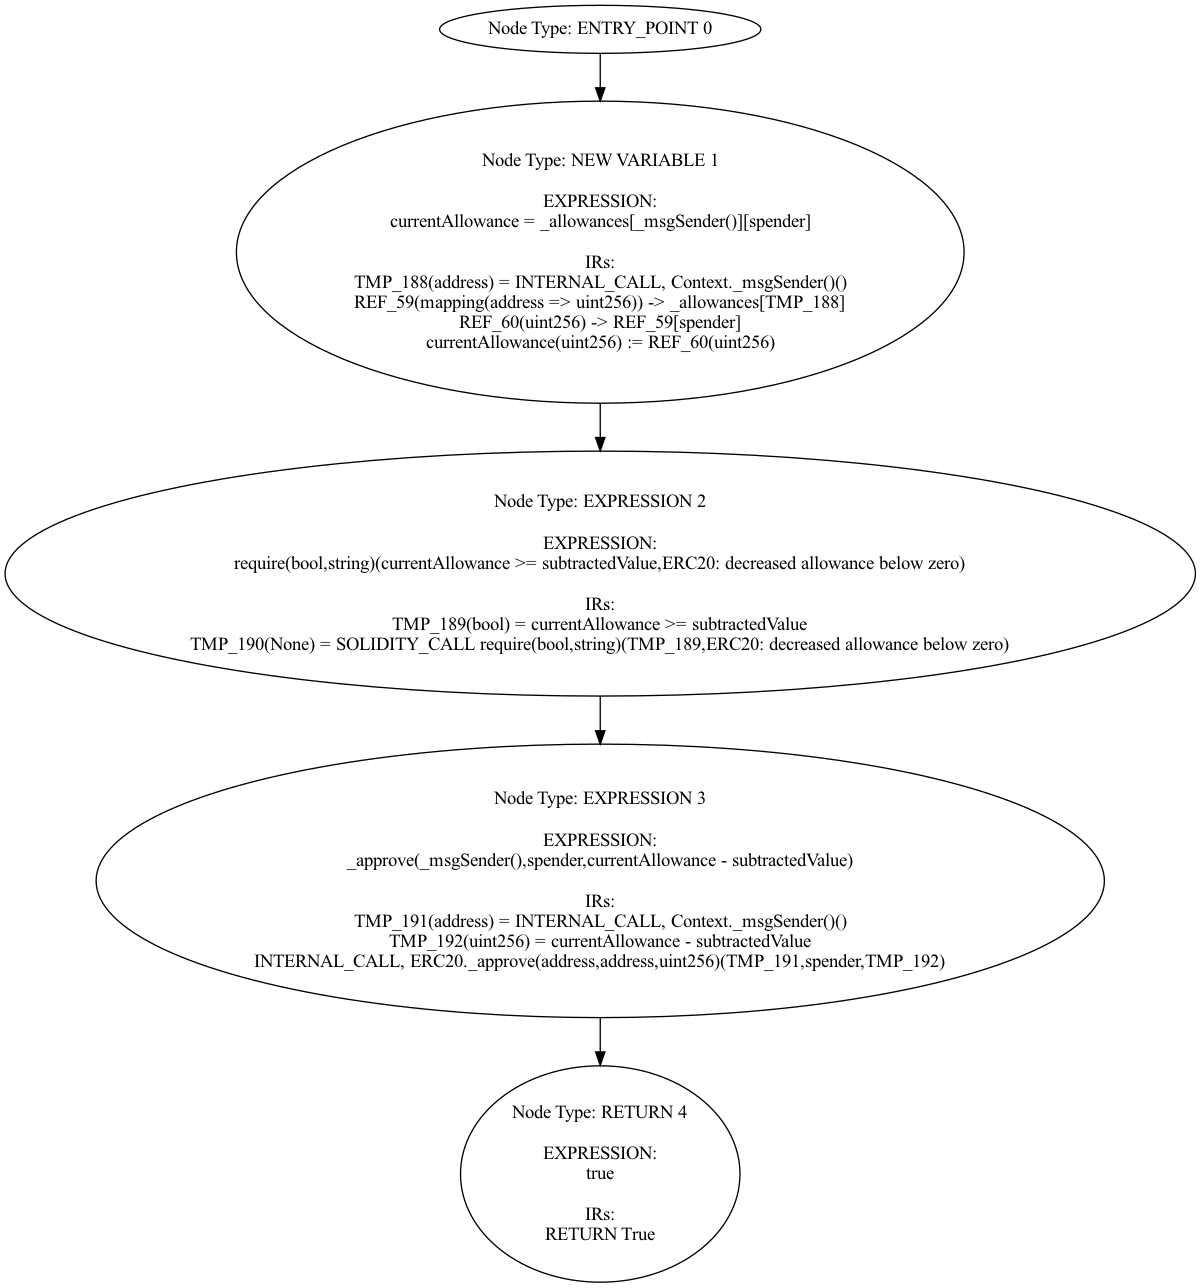 Node Type: ENTRY_POINT 0
Node Type: NEW VARIABLE 1
EXPRESSION:
currentAllowance = _allowances[_msgSender()][spender]
IRs:
TMP_188(address) = INTERNAL_CALL, Context._msgSender()()
REF_59(mapping(address => uint256)) -> _allowances[TMP_188]
REF_60(uint256) -> REF_59[spender]
currentAllowance(uint256) := REF_60(uint256)
Node Type: EXPRESSION 2
EXPRESSION:
require(bool,string)(currentAllowance >= subtractedValue,ERC20: decreased allowance below zero)
IRs:
TMP_189(bool) = currentAllowance >= subtractedValue
TMP_190(None) = SOLIDITY_CALL require(bool,string)(TMP_189,ERC20: decreased allowance below zero)
Node Type: EXPRESSION 3
EXPRESSION:
_approve(_msgSender(),spender,currentAllowance - subtractedValue)
IRs:
TMP_191(address) = INTERNAL_CALL, Context._msgSender()()
TMP_192(uint256) = currentAllowance - subtractedValue
INTERNAL_CALL, ERC20._approve(address,address,uint256)(TMP_191,spender,TMP_192)
Node Type: RETURN 4
EXPRESSION:
true
IRs:
RETURN True